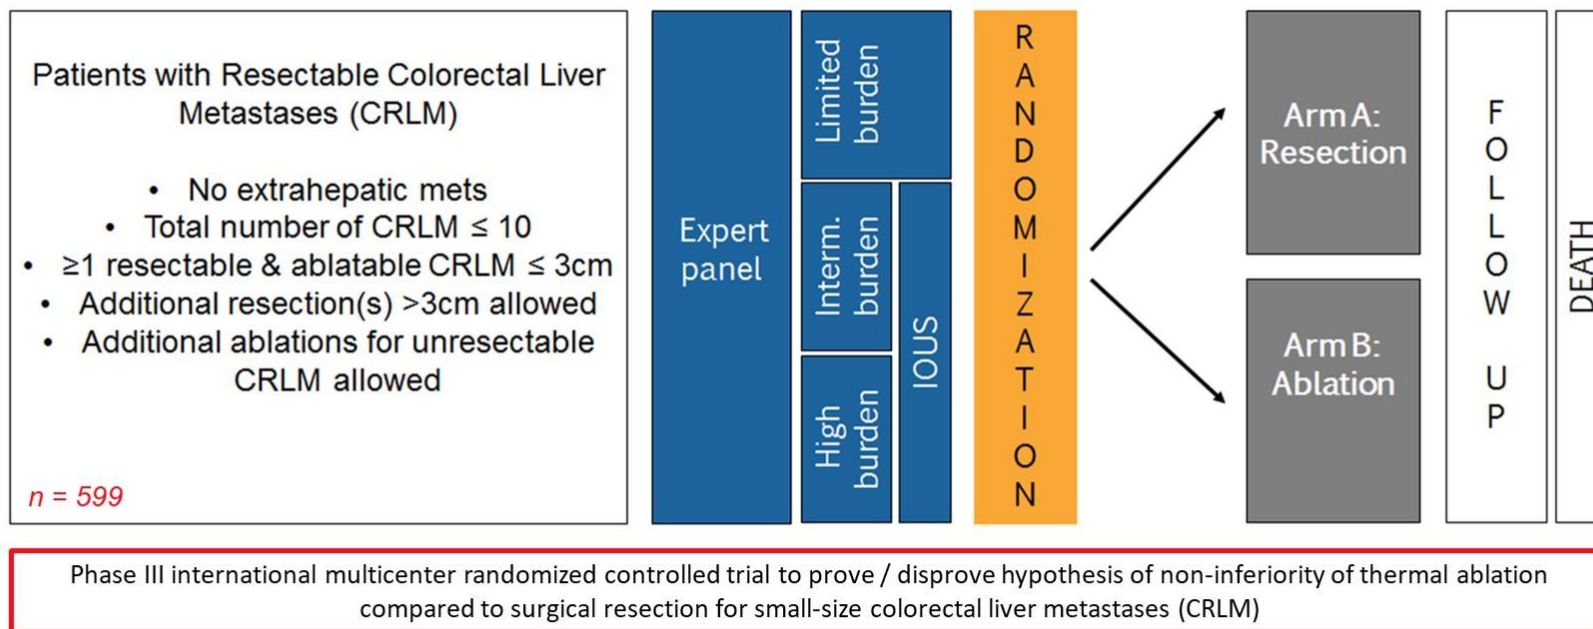 Patients with Resectable Colorectal Liver
Metastases (CRLM)
• No extrahepatic mets
• Total number of CRLM ≤ 10
• ≥1 resectable & ablatable CRLM ≤ 3cm
• Additional resection(s) >3cm allowed
• Additional ablations for unresectable
CRLM allowed
n = 599
Expert
panel
Limited
burden
Interm.
burden
High
burden
IOUS
RANDOMIZATION
Arm A:
Resection
Arm B:
Ablation
FOLLOW UP
DEATH
Phase III international multicenter randomized controlled trial to prove / disprove hypothesis of non-inferiority of thermal ablation
compared to surgical resection for small-size colorectal liver metastases (CRLM)